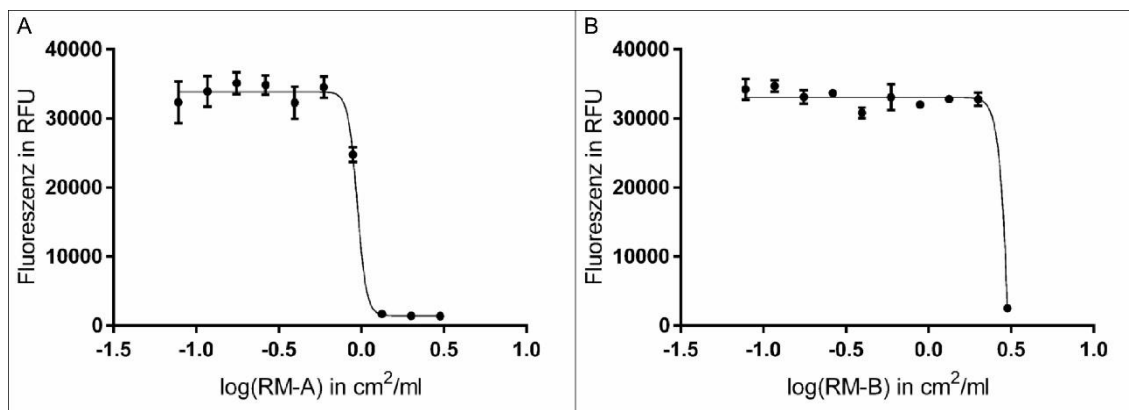 A
40000
30000
20000
10000
0
Fluoreszenz in RFU
-1.5 -1.0 -0.5 0.0 0.5 1.0
log(RM-A) in cm²/ml
B
40000
30000
20000
10000
0
Fluoreszenz in RFU
-1.5 -1.0 -0.5 0.0 0.5 1.0
log(RM-B) in cm²/ml